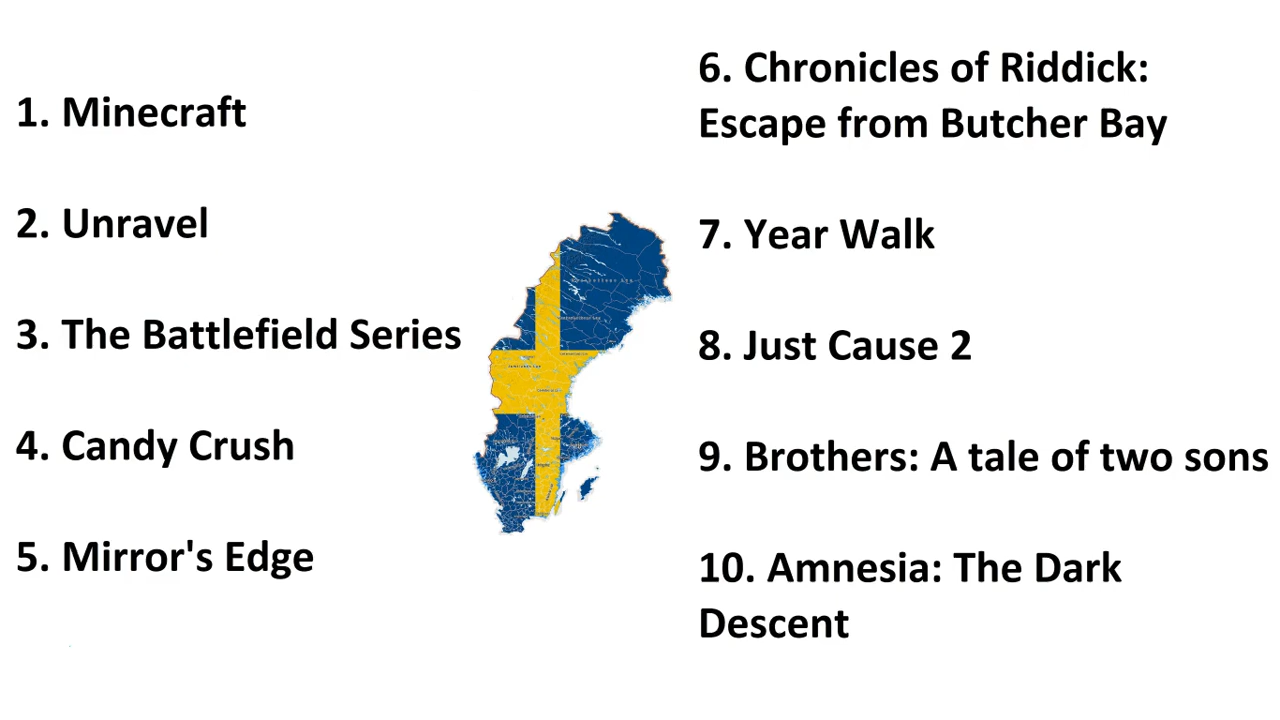 1. Minecraft
2. Unravel
3. The Battlefield Series
4. Candy Crush
5. Mirror's Edge
6. Chronicles of Riddick:
Escape from Butcher Bay
7. Year Walk
8. Just Cause 2
9. Brothers: A tale of two sons
10. Amnesia: The Dark
Descent